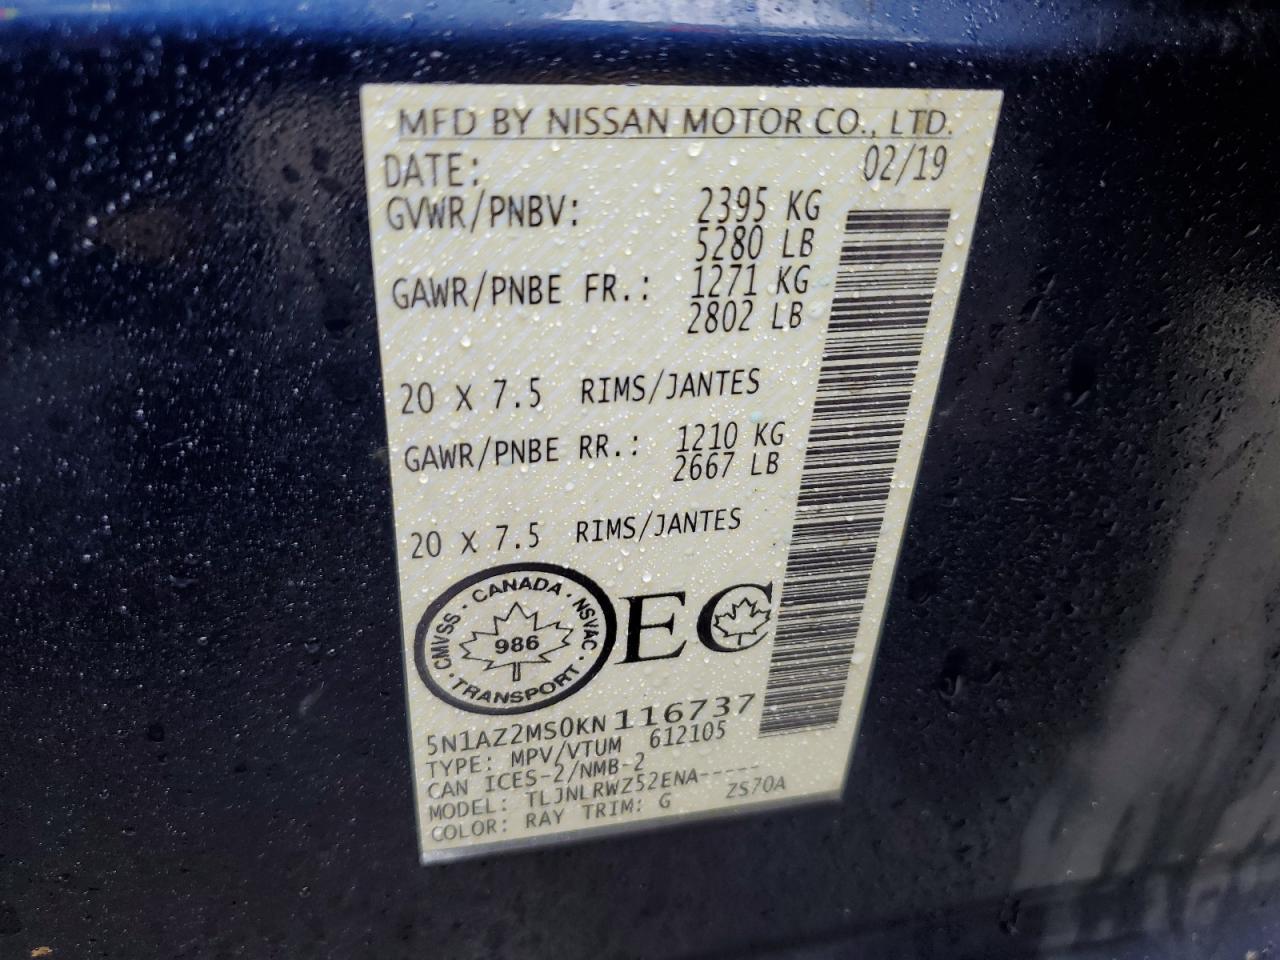 MFD BY NISSAN MOTOR CO., LTD.
DATE: 02/19
GVWR/PNBV: 2395 KG
5280 LB
GAWR/PNBE FR.: 1271 KG
2802 LB
20 X 7.5 RIMS/JANTES
GAWR/PNBE RR.: 1210 KG
2667 LB
20 X 7.5 RIMS/JANTES
CANADA · NSVAC · TRANSPORT · CMVSS ·
986
EC
5N1AZ2MS0KN116737
TYPE: MPV/VTUM 612105
CAN ICES-2/NMB-2
MODEL: TLJNLRWZ52ENA-----
COLOR: RAY TRIM: G ZS70A